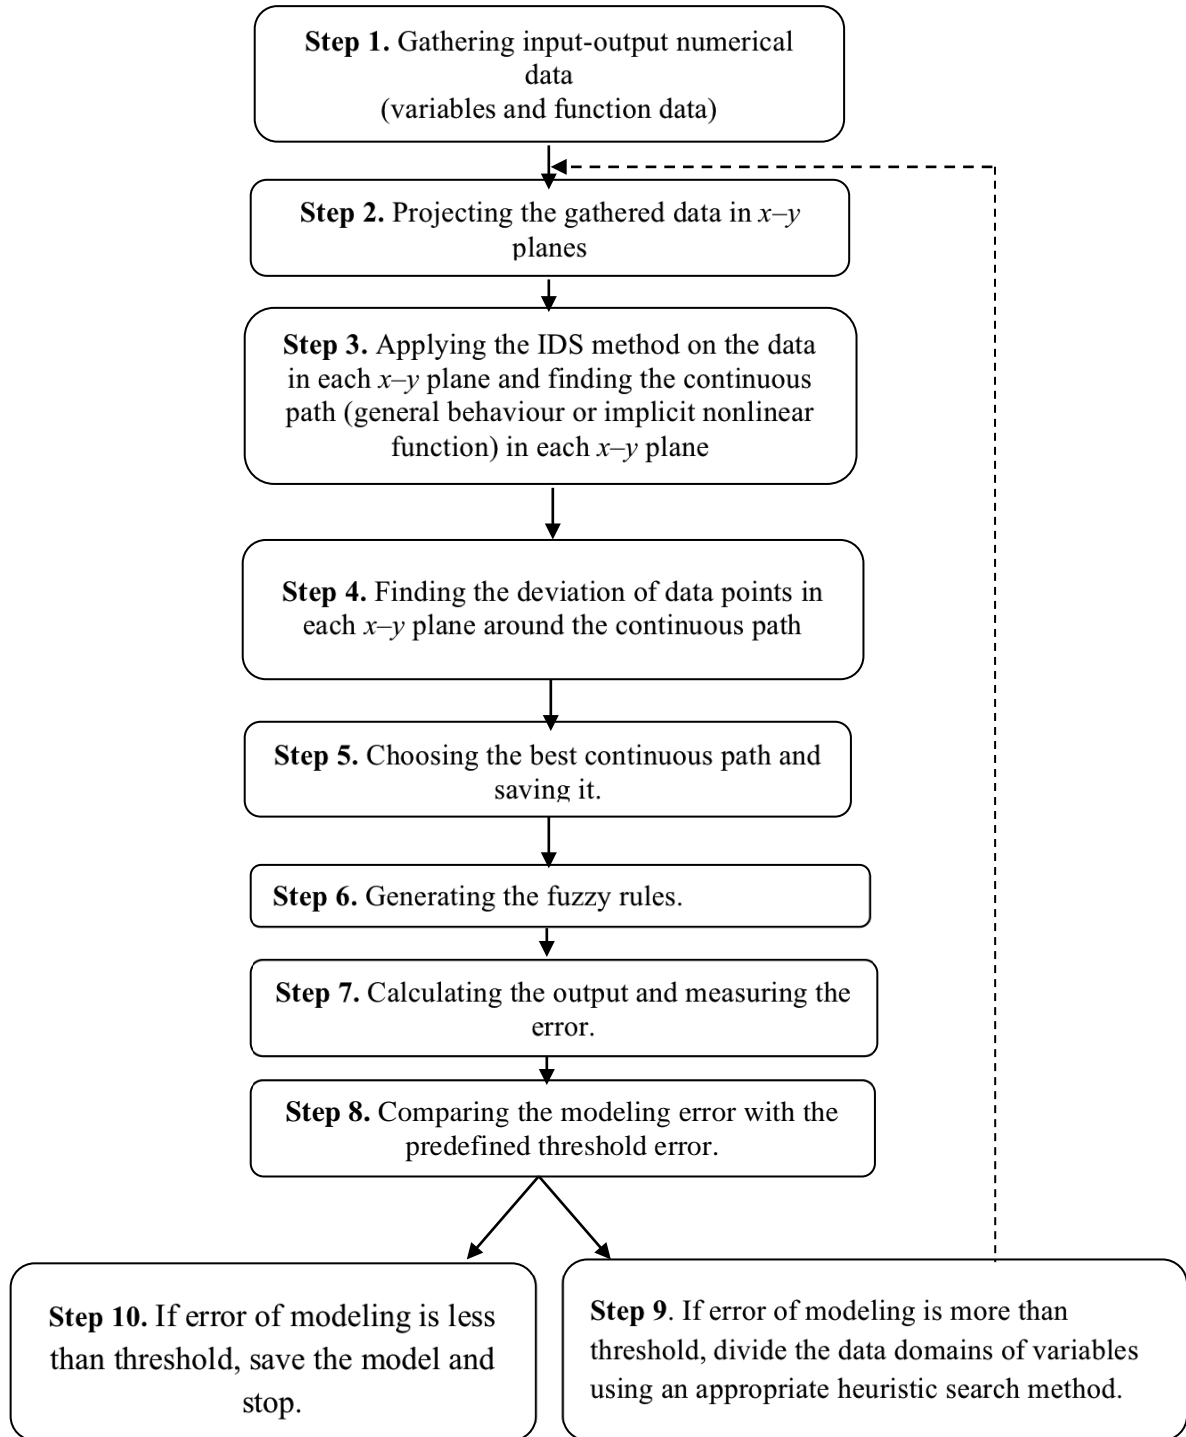 Step 1. Gathering input-output numerical
data
(variables and function data)
Step 2. Projecting the gathered data in x–y
planes
Step 3. Applying the IDS method on the data
in each x–y plane and finding the continuous
path (general behaviour or implicit nonlinear
function) in each x–y plane
Step 4. Finding the deviation of data points in
each x–y plane around the continuous path
Step 5. Choosing the best continuous path and
saving it.
Step 6. Generating the fuzzy rules.
Step 7. Calculating the output and measuring the
error.
Step 8. Comparing the modeling error with the
predefined threshold error.
Step 10. If error of modeling is less
than threshold, save the model and
stop.
Step 9. If error of modeling is more than
threshold, divide the data domains of variables
using an appropriate heuristic search method.